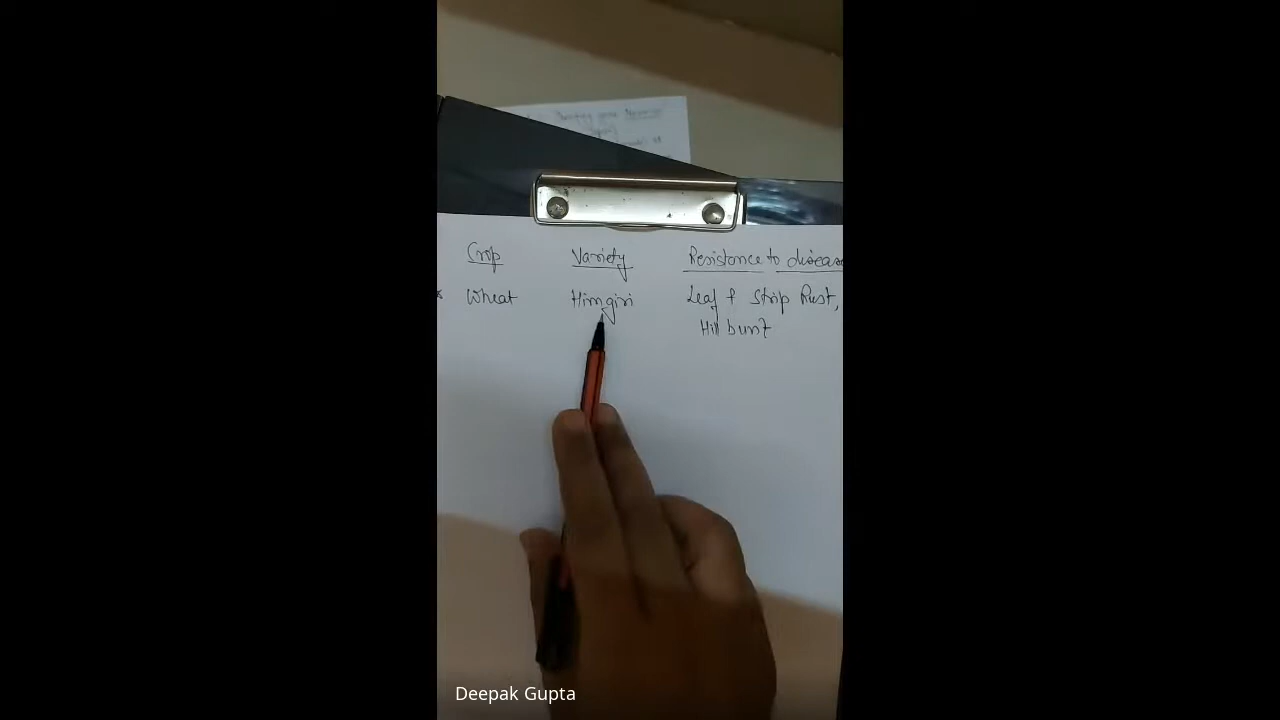 Crop Variety Resistance to disease
Wheat Himgiri Leaf & Strip Rust,
Hill bunt
Deepak Gupta